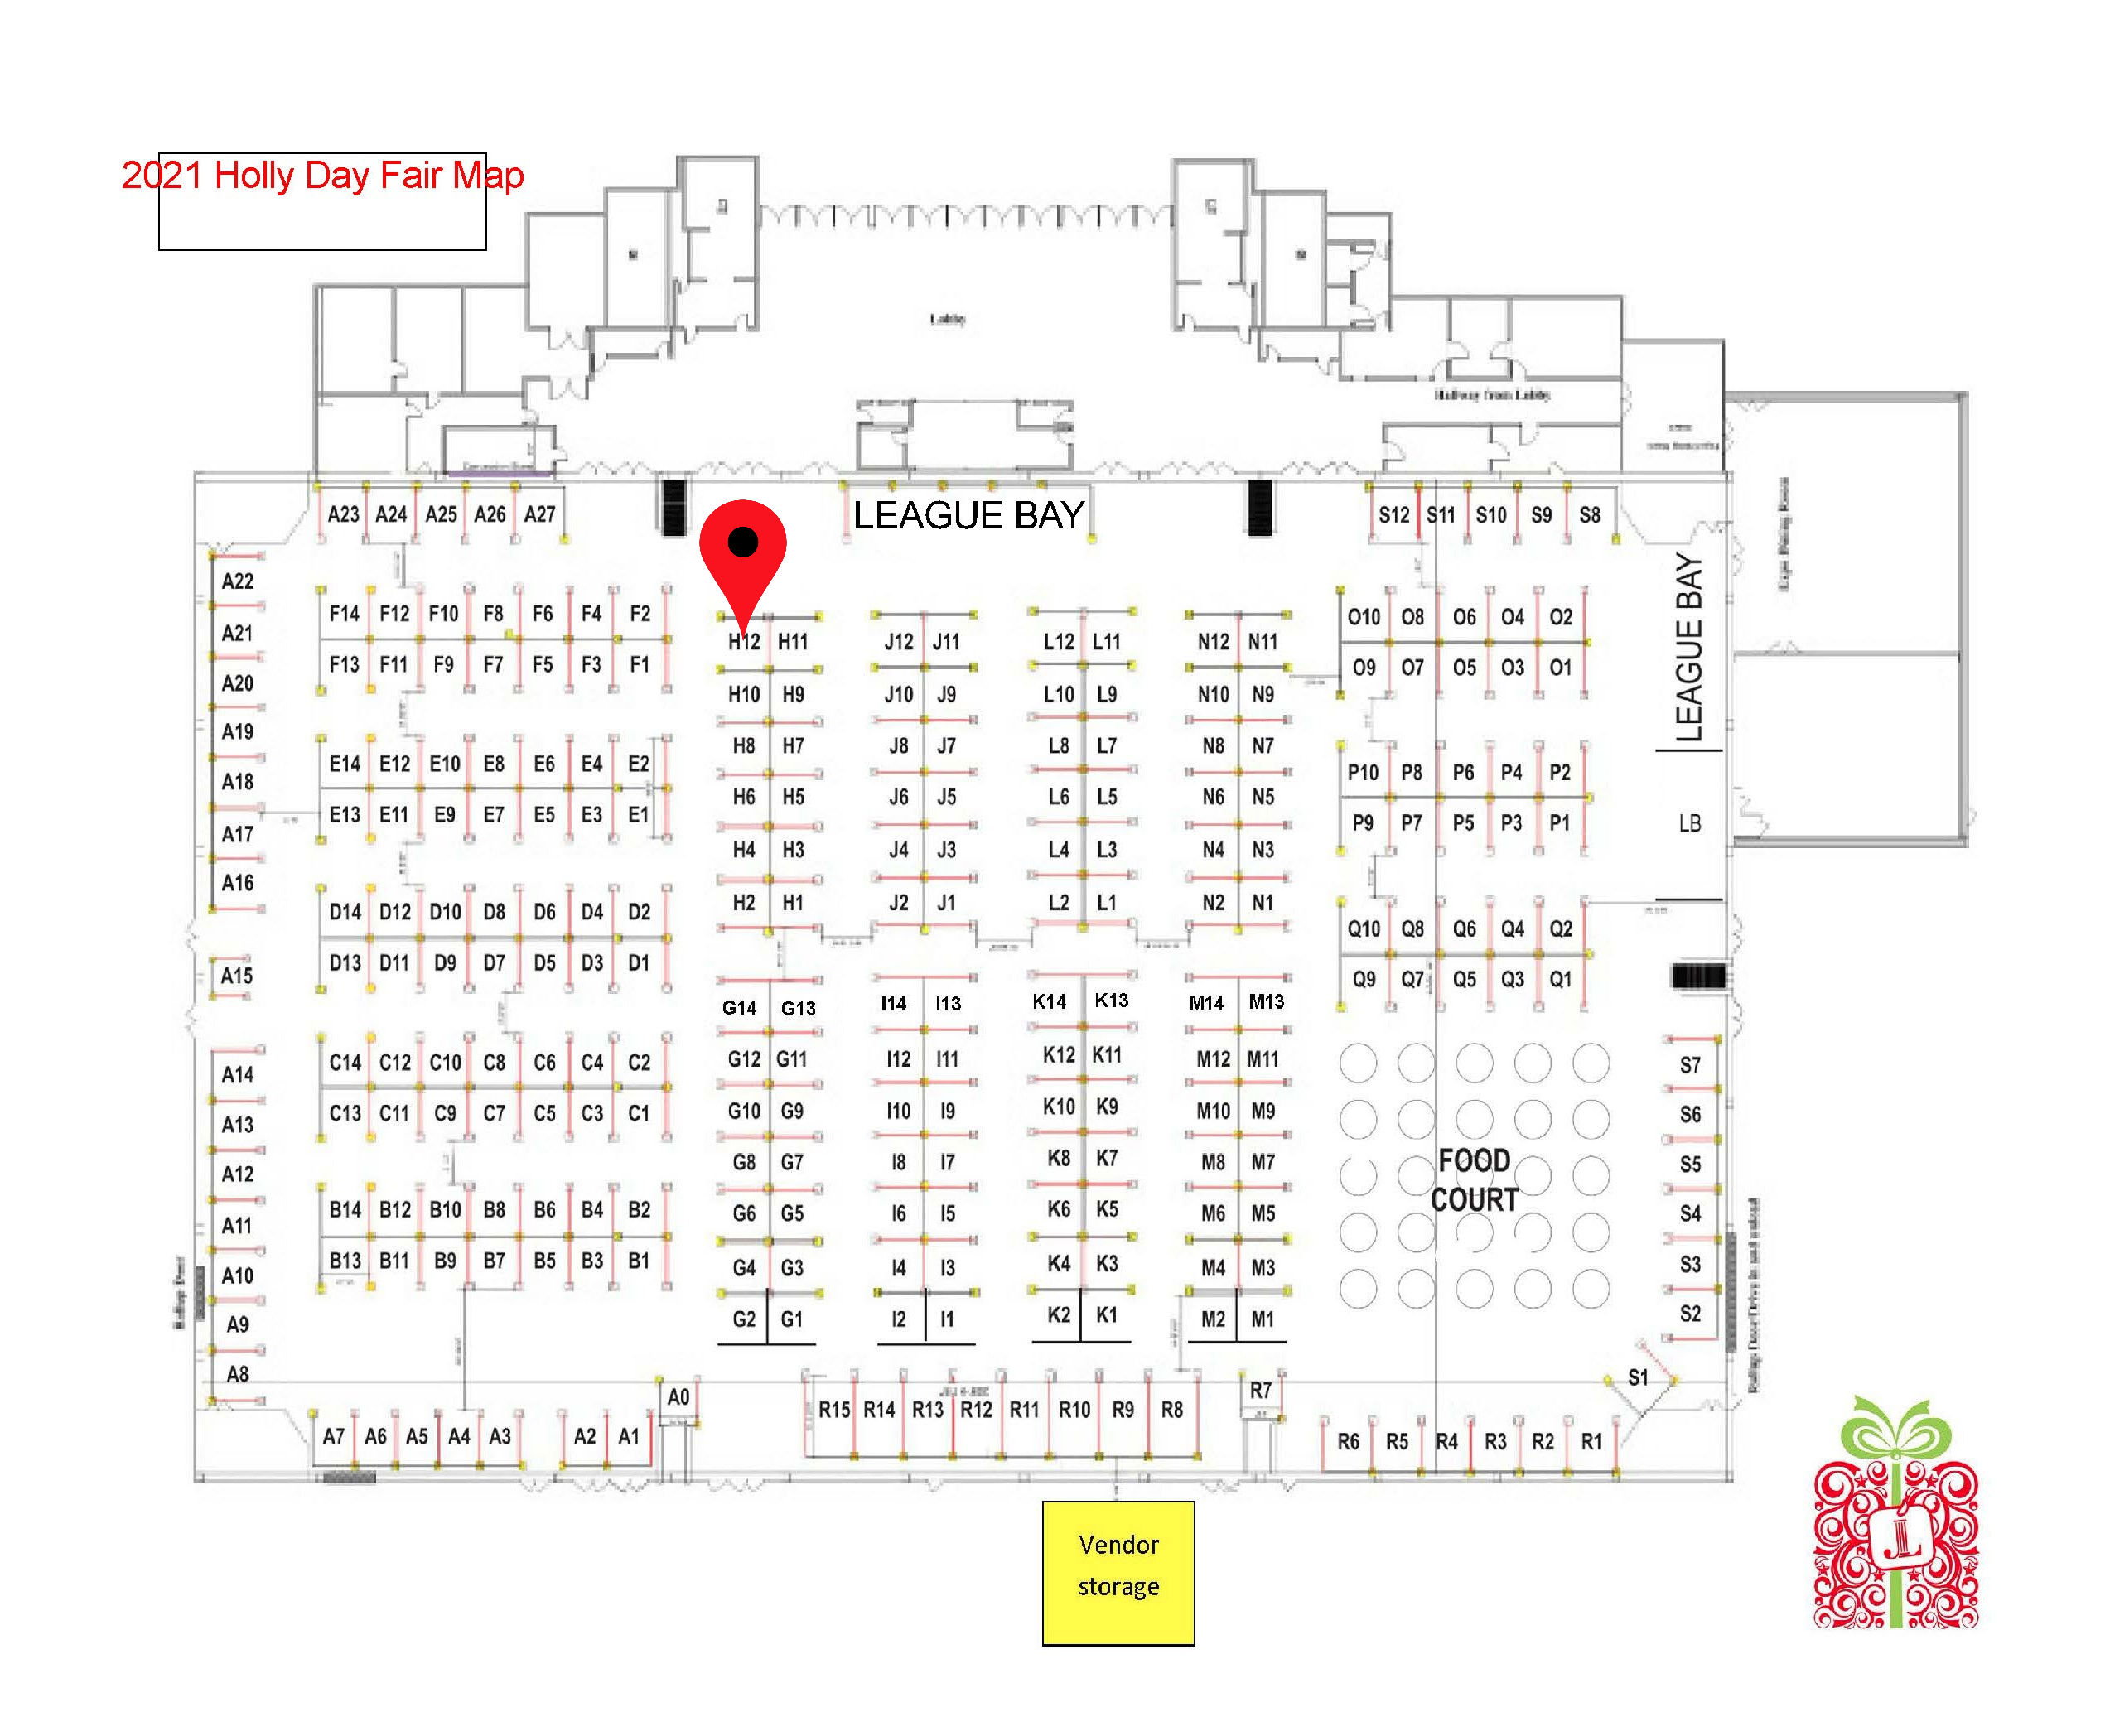 2021 Holly Day Fair Map
Lobby
Hallway from Lobby
LEAGUE BAY
A23 A24 A25 A26 A27
S12 S11 S10 S9 S8
A22
A21
A20
A19
A18
A17
A16
A15
A14
A13
A12
A11
A10
A9
A8
F14 F12 F10 F8 F6 F4 F2
F13 F11 F9 F7 F5 F3 F1
E14 E12 E10 E8 E6 E4 E2
E13 E11 E9 E7 E5 E3 E1
D14 D12 D10 D8 D6 D4 D2
D13 D11 D9 D7 D5 D3 D1
C14 C12 C10 C8 C6 C4 C2
C13 C11 C9 C7 C5 C3 C1
B14 B12 B10 B8 B6 B4 B2
B13 B11 B9 B7 B5 B3 B1
H12 H11 J12 J11 L12 L11 N12 N11
H10 H9 J10 J9 L10 L9 N10 N9
H8 H7 J8 J7 L8 L7 N8 N7
H6 H5 J6 J5 L6 L5 N6 N5
H4 H3 J4 J3 L4 L3 N4 N3
H2 H1 J2 J1 L2 L1 N2 N1
G14 G13 I14 I13 K14 K13 M14 M13
G12 G11 I12 I11 K12 K11 M12 M11
G10 G9 I10 I9 K10 K9 M10 M9
G8 G7 I8 I7 K8 K7 M8 M7
G6 G5 I6 I5 K6 K5 M6 M5
G4 G3 I4 I3 K4 K3 M4 M3
G2 G1 I2 I1 K2 K1 M2 M1
O10 O8 O6 O4 O2
O9 O7 O5 O3 O1
P10 P8 P6 P4 P2
P9 P7 P5 P3 P1
Q10 Q8 Q6 Q4 Q2
Q9 Q7 Q5 Q3 Q1
LEAGUE BAY
LB
FOOD
COURT
S7
S6
S5
S4
S3
S2
S1
A7 A6 A5 A4 A3 A2 A1
A0
R15 R14 R13 R12 R11 R10 R9 R8
R7
R6 R5 R4 R3 R2 R1
Vendor
storage
JL